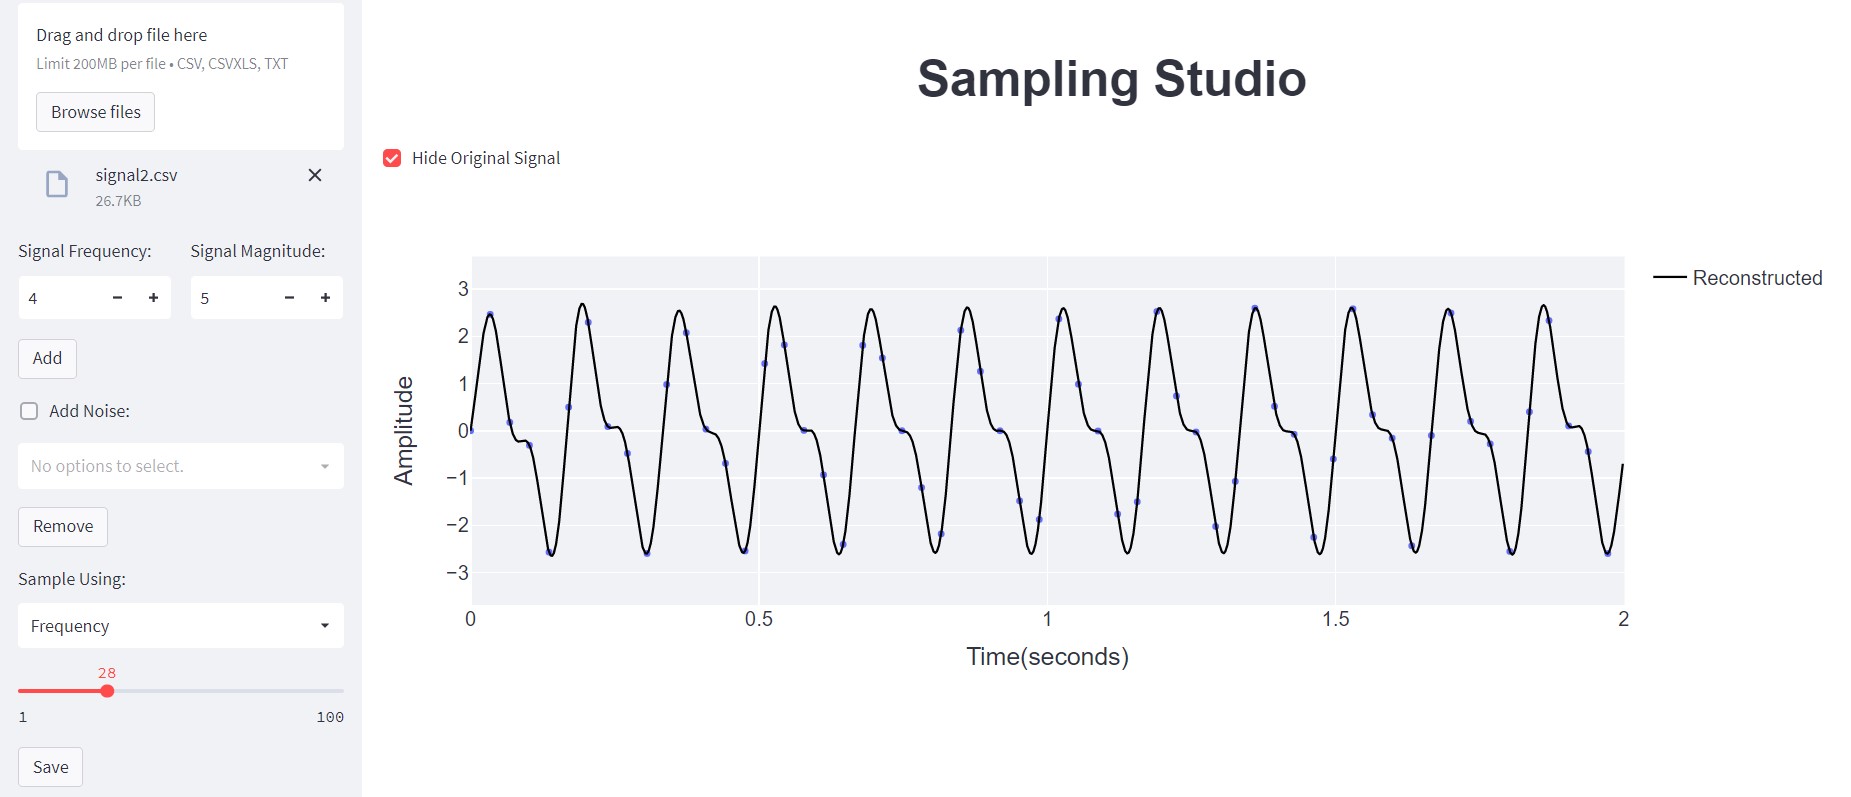 Drag and drop file here
Limit 200MB per file • CSV, CSVXLS, TXT
Browse files
signal2.csv
26.7KB
Signal Frequency: Signal Magnitude:
4 − + 5 − +
Add
Add Noise:
No options to select.
Remove
Sample Using:
Frequency
28
1 100
Save
Sampling Studio
Hide Original Signal
Reconstructed
3
2
1
0
−1
−2
−3
Amplitude
0 0.5 1 1.5 2
Time(seconds)